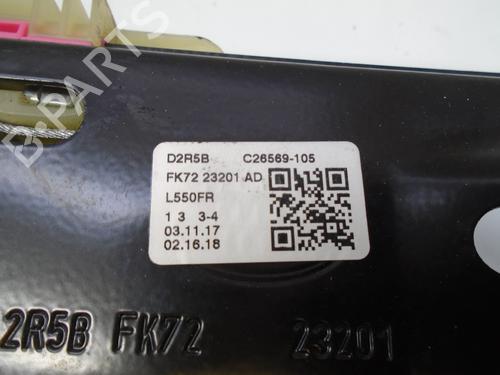 B-PARTS
D2R5B C26569-105
FK72 23201 AD
L550FR
1 3 3-4
03.11.17
02.16.18
2R5B FK72 23201